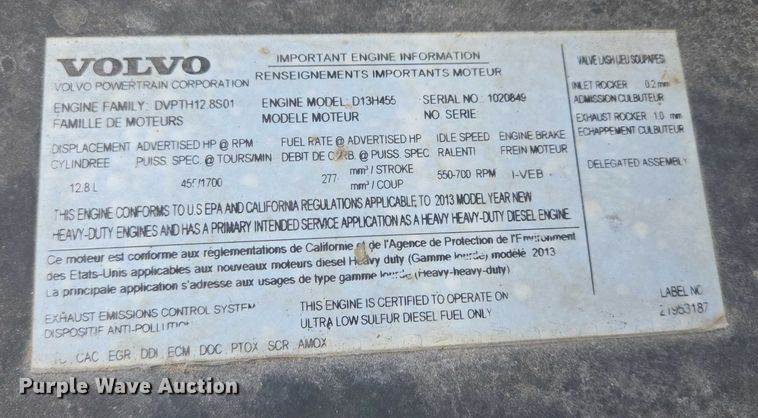 VOLVO
VOLVO POWERTRAIN CORPORATION
IMPORTANT ENGINE INFORMATION
RENSEIGNEMENTS IMPORTANTS MOTEUR
ENGINE FAMILY: DVPTH12.8S01
FAMILLE DE MOTEURS
ENGINE MODEL: D13H455
MODELE MOTEUR
SERIAL NO: 1020849
NO. SERIE
DISPLACEMENT
CYLINDREE
12.8 L
ADVERTISED HP @ RPM
PUISS. SPEC. @ TOURS/MIN
455/1700
FUEL RATE @ ADVERTISED HP
DEBIT DE CARB. @ PUISS. SPEC
277 mm³ / STROKE
mm³ / COUP
IDLE SPEED
RALENTI
550-700 RPM
ENGINE BRAKE
FREIN MOTEUR
I-VEB
THIS ENGINE CONFORMS TO U.S EPA AND CALIFORNIA REGULATIONS APPLICABLE TO 2013 MODEL YEAR NEW
HEAVY-DUTY ENGINES AND HAS A PRIMARY INTENDED SERVICE APPLICATION AS A HEAVY HEAVY-DUTY DIESEL ENGINE
Ce moteur est conforme aux réglementations de Californie et de l'Agence de Protection de l'Environment
des Etats-Unis applicables aux nouveaux moteurs diesel Heavy duty (Gamme lourde) modèle 2013
La principale application s'adresse aux usages de type gamme lourde (Heavy-heavy-duty)
EXHAUST EMISSIONS CONTROL SYSTEM
DISPOSITIF ANTI-POLLUTION
THIS ENGINE IS CERTIFIED TO OPERATE ON
ULTRA LOW SULFUR DIESEL FUEL ONLY
CAC EGR DDI ECM DOC PTOX SCR AMOX
VALVE LASH (JEU SOUPAPES)
INLET ROCKER 0.2 mm
ADMISSION CULBUTEUR
EXHAUST ROCKER 1.0 mm
ECHAPPEMENT CULBUTEUR
DELEGATED ASSEMBLY
LABEL NO
21953187
Purple Wave Auction